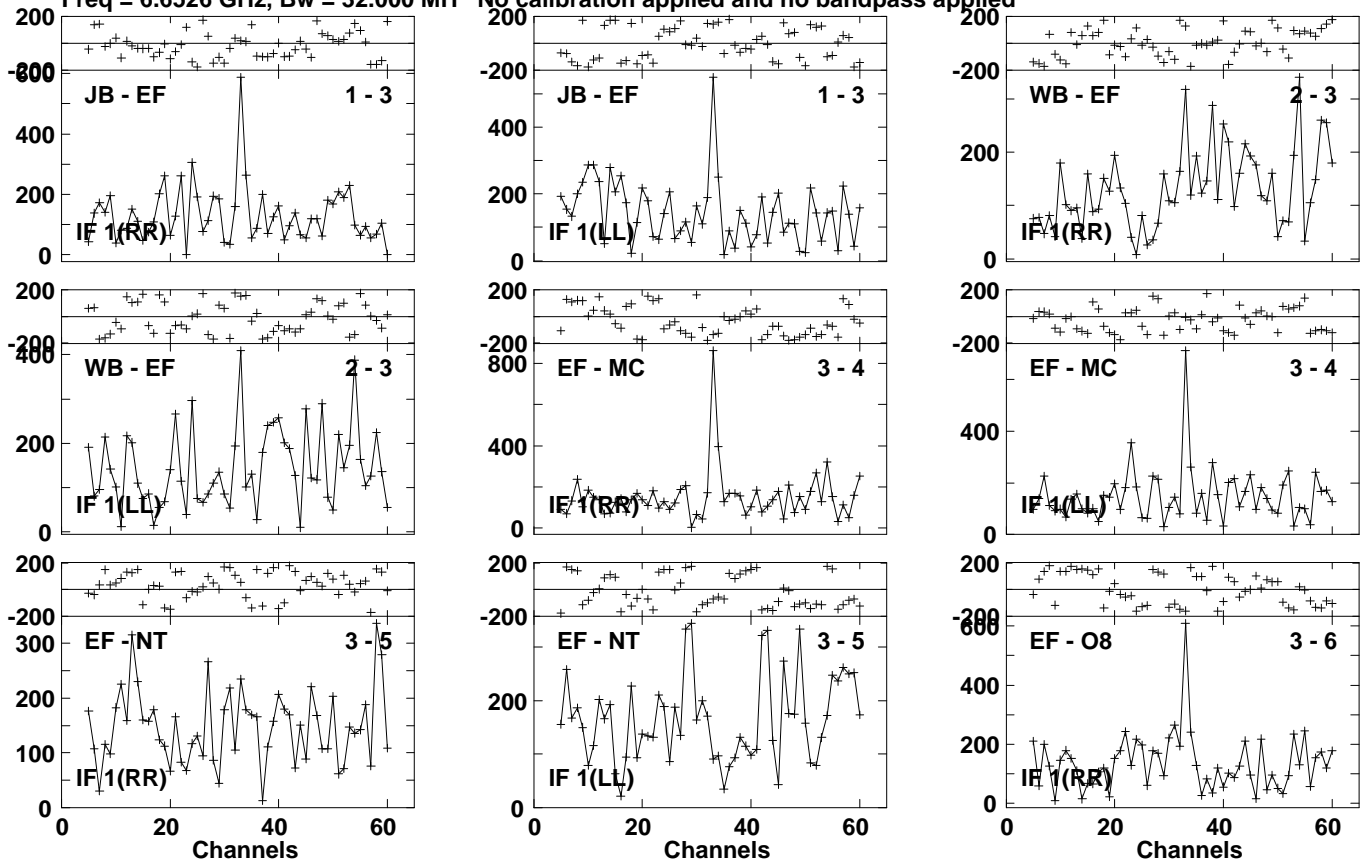 Freq = 6.6526 GHz, Bw = 32.000 MH No calibration applied and no bandpass applied
200
-200
600
400
200
0
JB - EF 1 - 3
IF 1(RR)
200
-200
400
200
0
JB - EF 1 - 3
IF 1(LL)
200
-200
200
0
WB - EF 2 - 3
IF 1(RR)
200
-200
400
200
0
WB - EF 2 - 3
IF 1(LL)
200
-200
800
400
0
EF - MC 3 - 4
IF 1(RR)
200
-200
400
0
EF - MC 3 - 4
IF 1(LL)
200
-200
300
200
100
0
EF - NT 3 - 5
IF 1(RR)
0 20 40 60
Channels
200
-200
200
0
EF - NT 3 - 5
IF 1(LL)
0 20 40 60
Channels
200
-200
600
400
200
0
EF - O8 3 - 6
IF 1(RR)
0 20 40 60
Channels